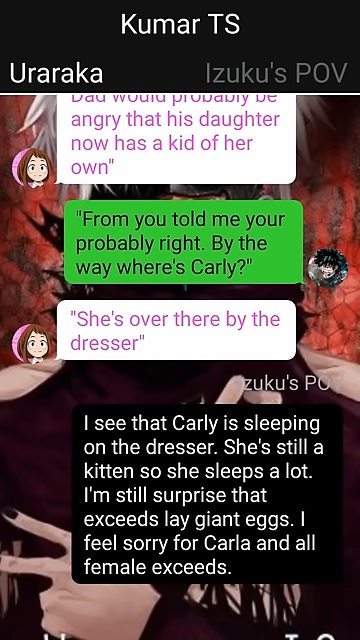 Kumar TS
Uraraka Izuku's POV
Dad would probably be
angry that his daughter
now has a kid of her
own"
"From you told me your
probably right. By the
way where's Carly?"
"She's over there by the
dresser"
zuku's POV
I see that Carly is sleeping
on the dresser. She's still a
kitten so she sleeps a lot.
I'm still surprise that
exceeds lay giant eggs. I
feel sorry for Carla and all
female exceeds.